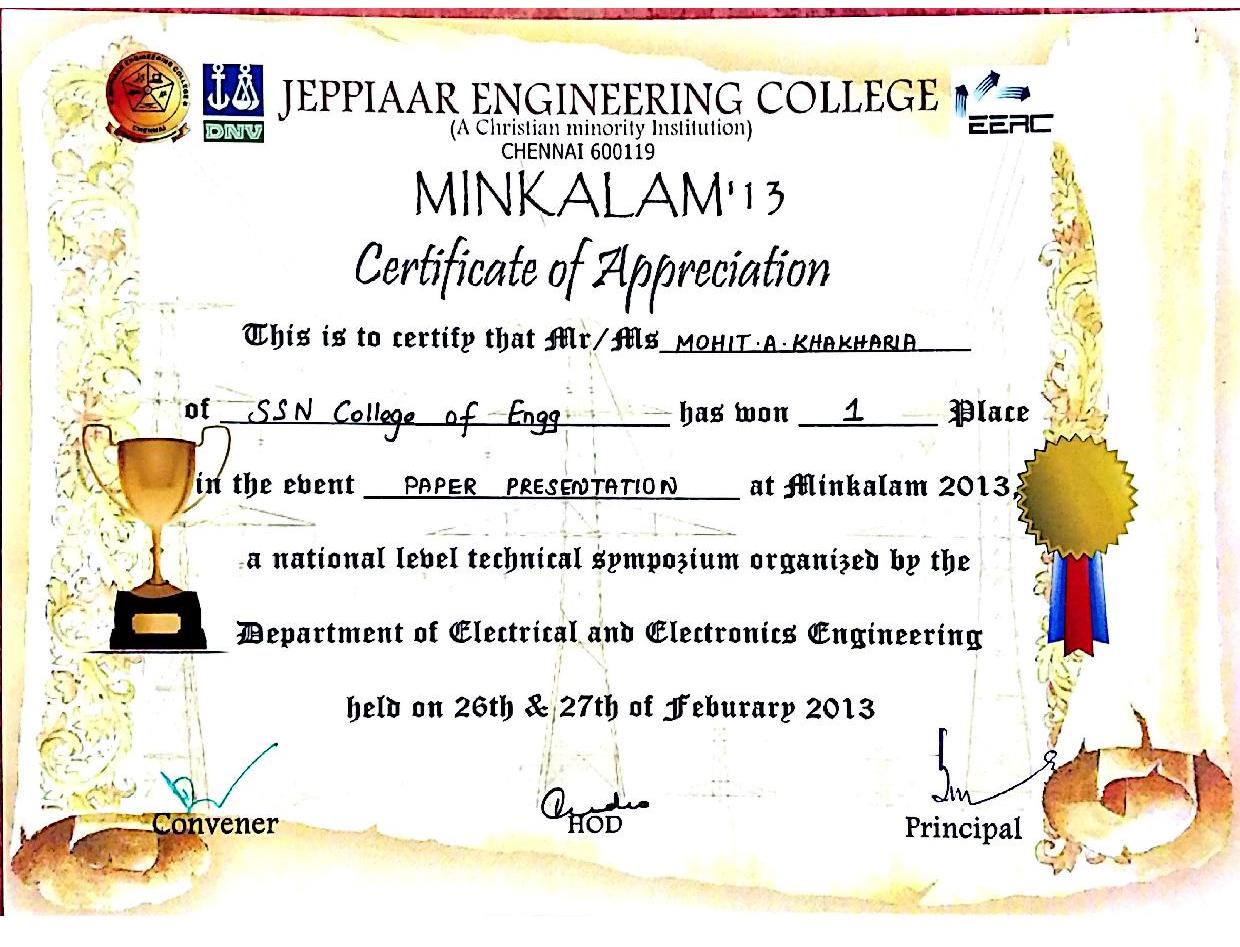 JEPPIAAR ENGINEERING COLLEGE
DNV
EERC
(A Christian minority Institution)
CHENNAI 600119
MINKALAM'13
Certificate of Appreciation
This is to certify that Mr/Ms MOHIT.A.KHAKHARIA
of SSN College of Engg has won 1 Place
in the event PAPER PRESENTATION at Minkalam 2013,
a national level technical sympozium organized by the
Department of Electrical and Electronics Engineering
held on 26th & 27th of Feburary 2013
Convener
HOD
Principal